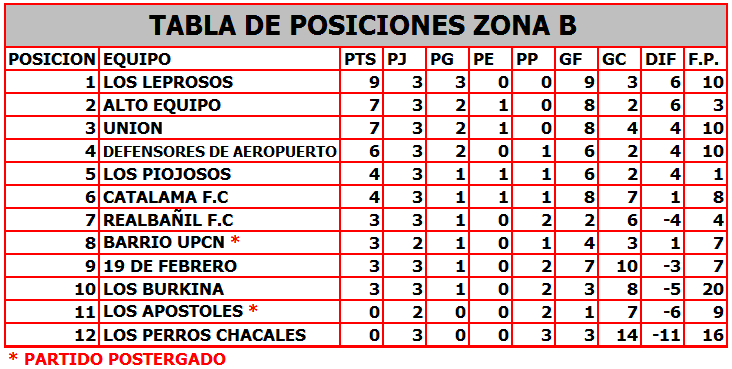 TABLA DE POSICIONES ZONA B
POSICION EQUIPO PTS PJ PG PE PP GF GC DIF F.P.
1 LOS LEPROSOS 9 3 3 0 0 9 3 6 10
2 ALTO EQUIPO 7 3 2 1 0 8 2 6 3
3 UNION 7 3 2 1 0 8 4 4 10
4 DEFENSORES DE AEROPUERTO 6 3 2 0 1 6 2 4 10
5 LOS PIOJOSOS 4 3 1 1 1 6 2 4 1
6 CATALAMA F.C 4 3 1 1 1 8 7 1 8
7 REALBAÑIL F.C 3 3 1 0 2 2 6 -4 4
8 BARRIO UPCN * 3 2 1 0 1 4 3 1 7
9 19 DE FEBRERO 3 3 1 0 2 7 10 -3 7
10 LOS BURKINA 3 3 1 0 2 3 8 -5 20
11 LOS APOSTOLES * 0 2 0 0 2 1 7 -6 9
12 LOS PERROS CHACALES 0 3 0 0 3 3 14 -11 16
* PARTIDO POSTERGADO